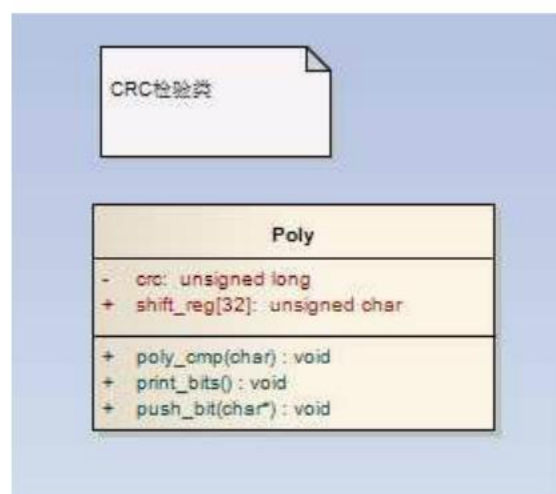 CRC检验类
Poly
- crc: unsigned long
+ shift_reg[32]: unsigned char
+ poly_cmp(char) : void
+ print_bits() : void
+ push_bit(char*) : void